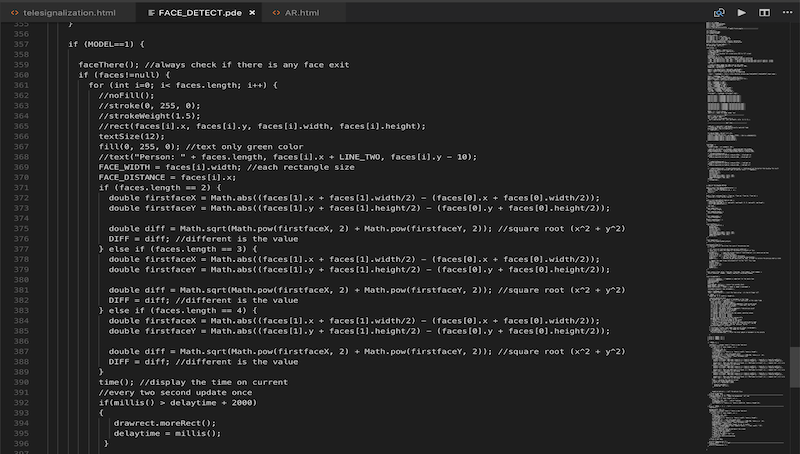 telesignalization.html
FACE_DETECT.pde
AR.html
355 }
356
357 if (MODEL==1) {
358
359 faceThere(); //always check if there is any face exit
360 if (faces!=null) {
361 for (int i=0; i< faces.length; i++) {
362 //noFill();
363 //stroke(0, 255, 0);
364 //strokeWeight(1.5);
365 //rect(faces[i].x, faces[i].y, faces[i].width, faces[i].height);
366 textSize(12);
367 fill(0, 255, 0); //text only green color
368 //text("Person: " + faces.length, faces[i].x + LINE_TWO, faces[i].y - 10);
369 FACE_WIDTH = faces[i].width; //each rectangle size
370 FACE_DISTANCE = faces[i].x;
371 if (faces.length == 2) {
372 double firstfaceX = Math.abs((faces[1].x + faces[1].width/2) - (faces[0].x + faces[0].width/2));
373 double firstfaceY = Math.abs((faces[1].y + faces[1].height/2) - (faces[0].y + faces[0].height/2));
374
375 double diff = Math.sqrt(Math.pow(firstfaceX, 2) + Math.pow(firstfaceY, 2)); //square root (x^2 + y^2)
376 DIFF = diff; //different is the value
377 } else if (faces.length == 3) {
378 double firstfaceX = Math.abs((faces[1].x + faces[1].width/2) - (faces[0].x + faces[0].width/2));
379 double firstfaceY = Math.abs((faces[1].y + faces[1].height/2) - (faces[0].y + faces[0].height/2));
380
381 double diff = Math.sqrt(Math.pow(firstfaceX, 2) + Math.pow(firstfaceY, 2)); //square root (x^2 + y^2)
382 DIFF = diff; //different is the value
383 } else if (faces.length == 4) {
384 double firstfaceX = Math.abs((faces[1].x + faces[1].width/2) - (faces[0].x + faces[0].width/2));
385 double firstfaceY = Math.abs((faces[1].y + faces[1].height/2) - (faces[0].y + faces[0].height/2));
386
387 double diff = Math.sqrt(Math.pow(firstfaceX, 2) + Math.pow(firstfaceY, 2)); //square root (x^2 + y^2)
388 DIFF = diff; //different is the value
389 }
390 time(); //display the time on current
391 //every two second update once
392 if(millis() > delaytime + 2000)
393 {
394 drawrect.moreRect();
395 delaytime = millis();
396 }
397